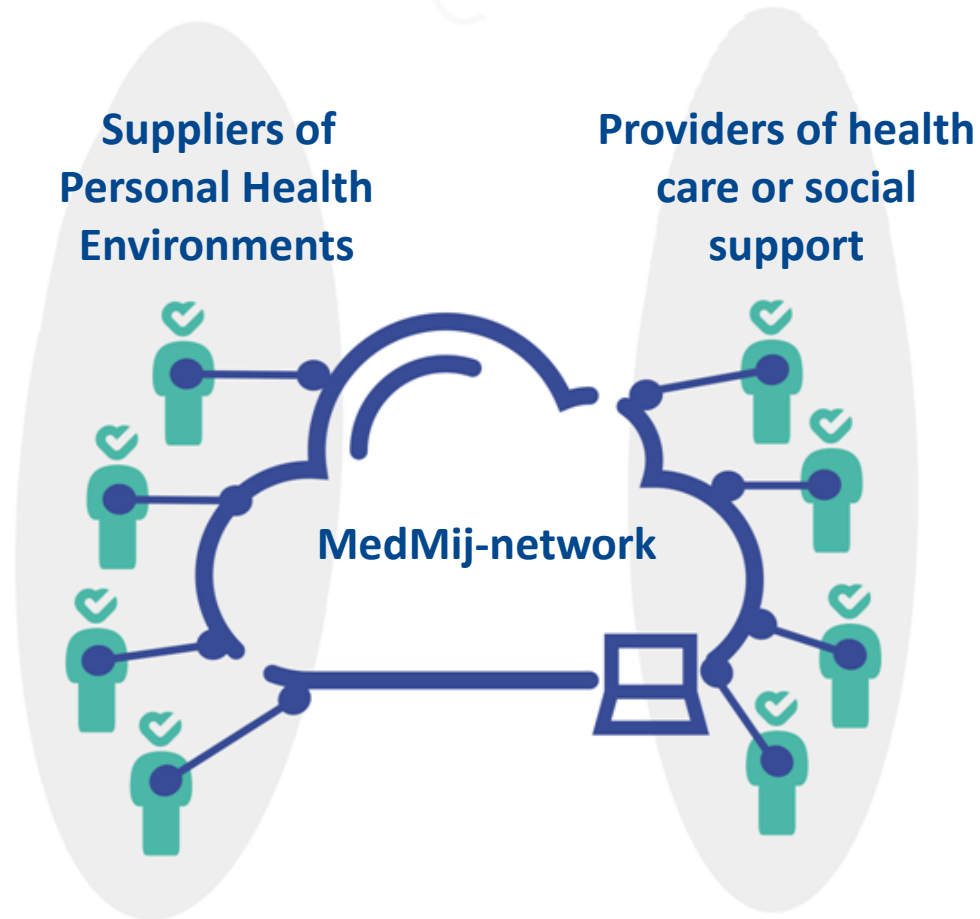 Suppliers of
Personal Health
Environments
Providers of health
care or social
support
MedMij-network